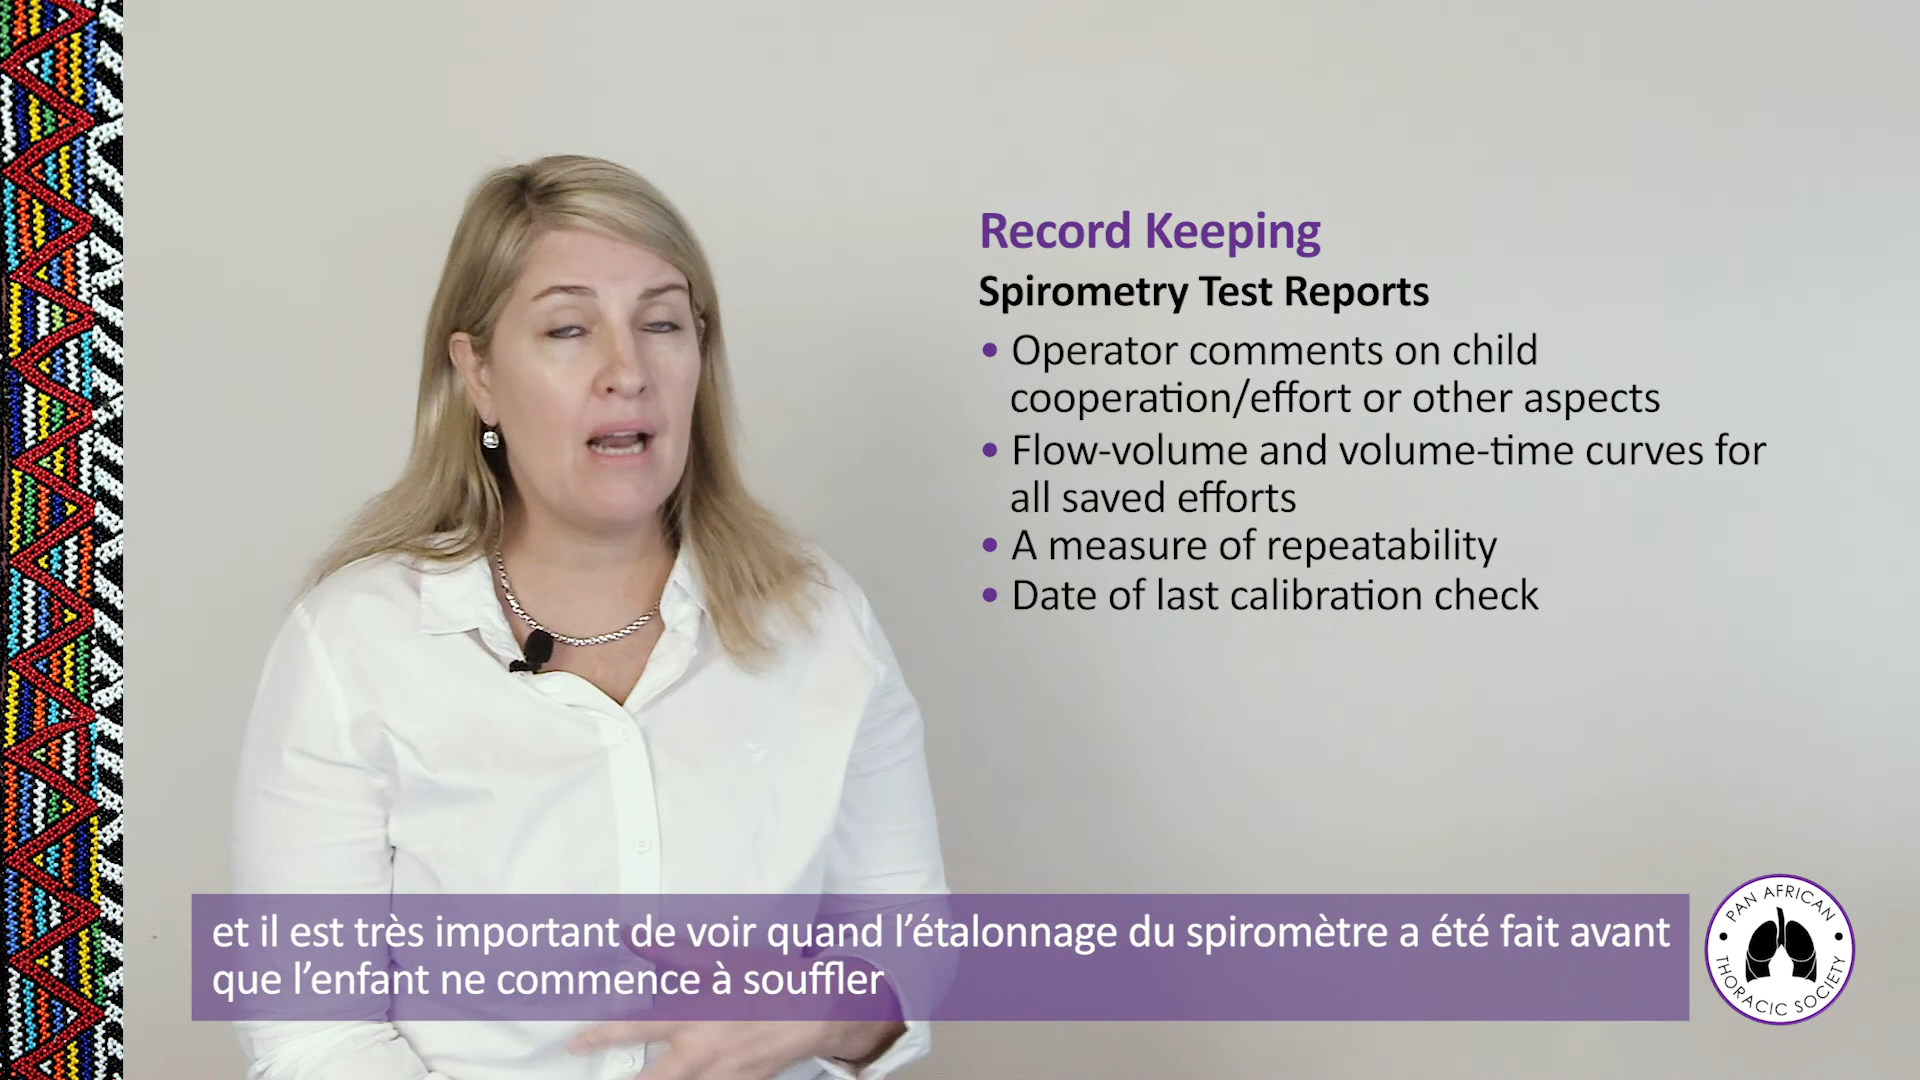 Record Keeping
Spirometry Test Reports
• Operator comments on child
cooperation/effort or other aspects
• Flow-volume and volume-time curves for
all saved efforts
• A measure of repeatability
• Date of last calibration check
et il est très important de voir quand l’étalonnage du spiromètre a été fait avant
que l’enfant ne commence à souffler
PAN AFRICAN
THORACIC SOCIETY